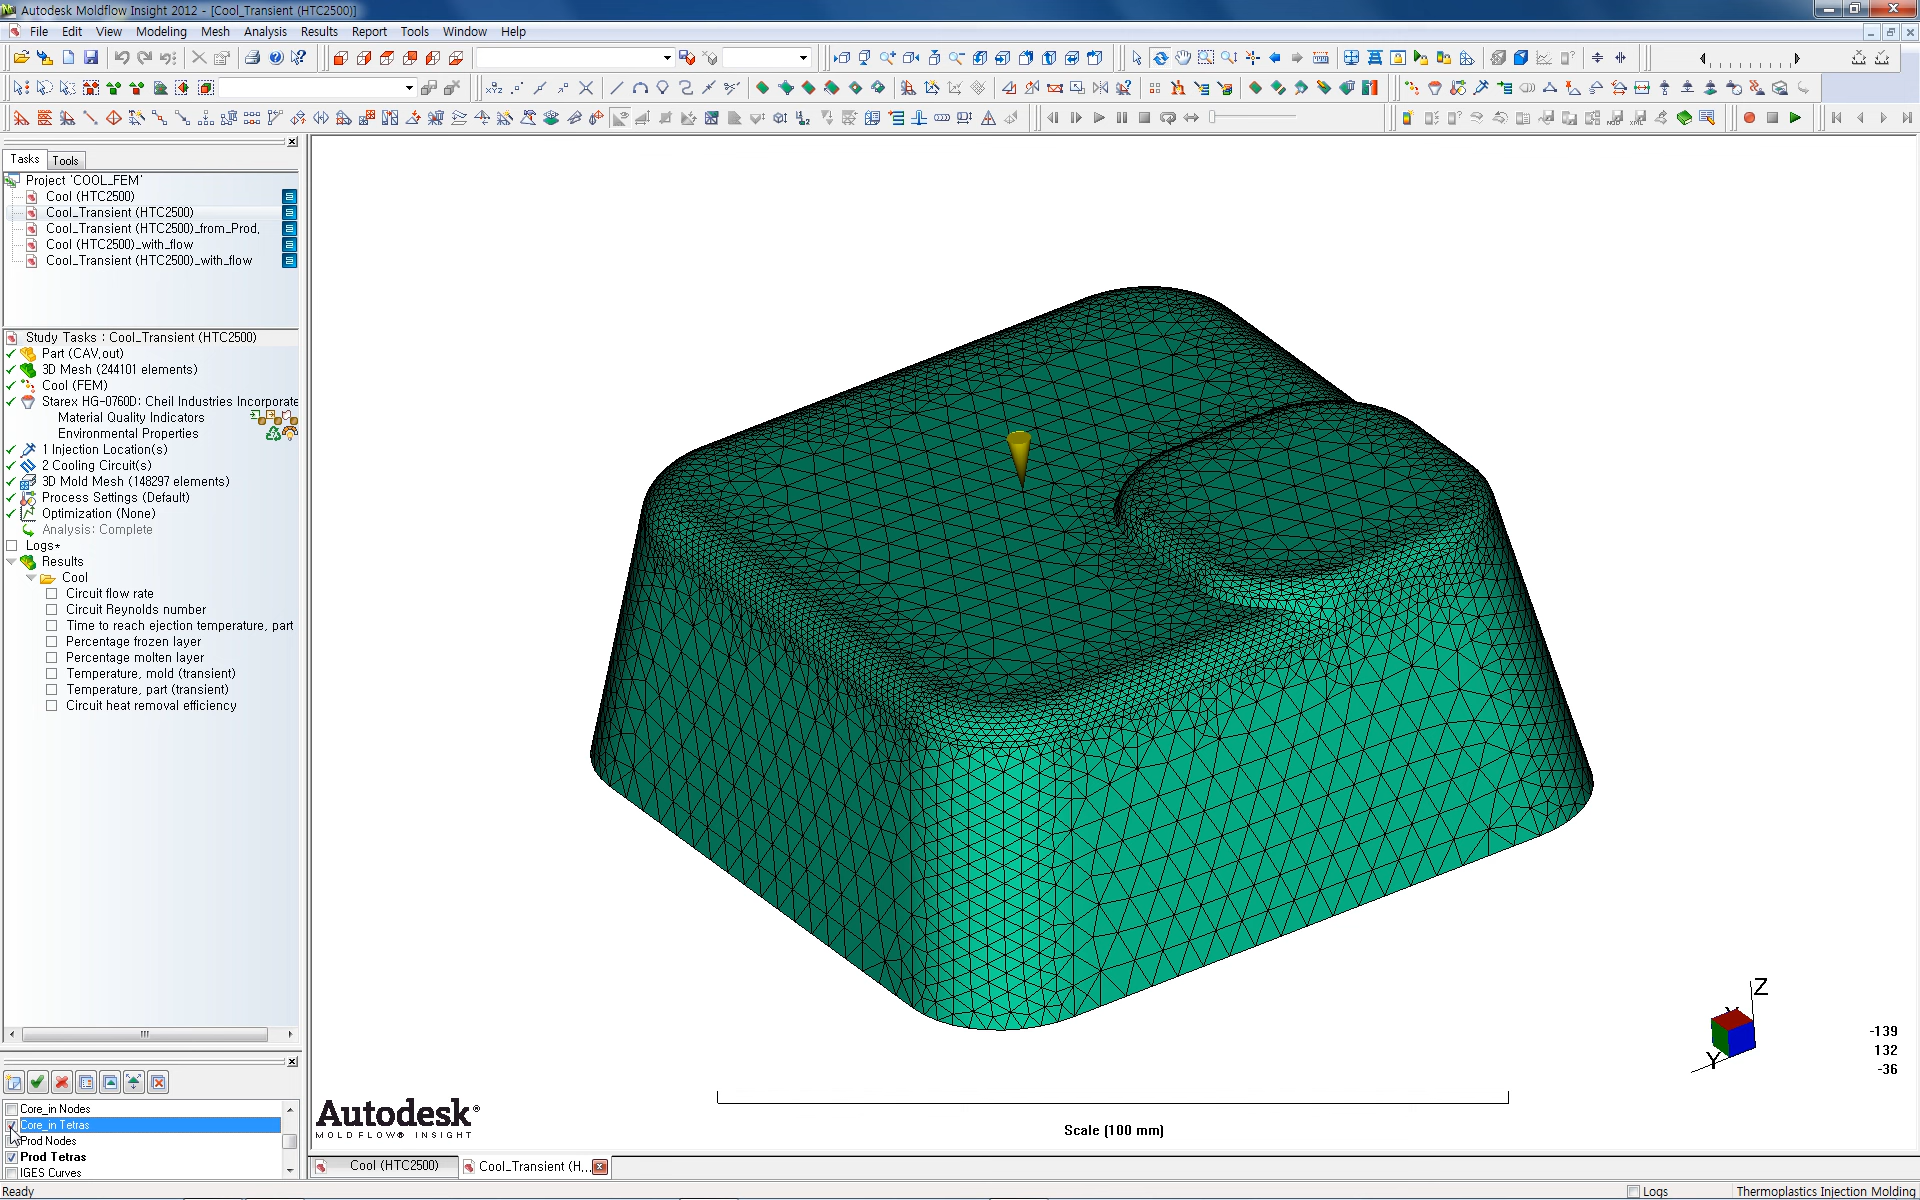 Autodesk Moldflow Insight 2012 - [Cool_Transient (HTC2500)]
File Edit View Modeling Mesh Analysis Results Report Tools Window Help
Tasks Tools
Project 'COOL_FEM'
Cool (HTC2500)
Cool_Transient (HTC2500)
Cool_Transient (HTC2500)_from_Prod,
Cool (HTC2500)_with_flow
Cool_Transient (HTC2500)_with_flow
Study Tasks : Cool_Transient (HTC2500)
Part (CAV,out)
3D Mesh (244101 elements)
Cool (FEM)
Starex HG-0760D: Cheil Industries Incorporate
Material Quality Indicators
Environmental Properties
1 Injection Location(s)
2 Cooling Circuit(s)
3D Mold Mesh (148297 elements)
Process Settings (Default)
Optimization (None)
Analysis: Complete
Logs*
Results
Cool
Circuit flow rate
Circuit Reynolds number
Time to reach ejection temperature, part
Percentage frozen layer
Percentage molten layer
Temperature, mold (transient)
Temperature, part (transient)
Circuit heat removal efficiency
Core_in Nodes
Core_in Tetras
Prod Nodes
Prod Tetras
IGES Curves
Z
Y
-139
132
-36
Autodesk®
MOLDFLOW® INSIGHT
Scale (100 mm)
Cool (HTC2500) Cool_Transient (H...
Ready Logs Thermoplastics Injection Molding